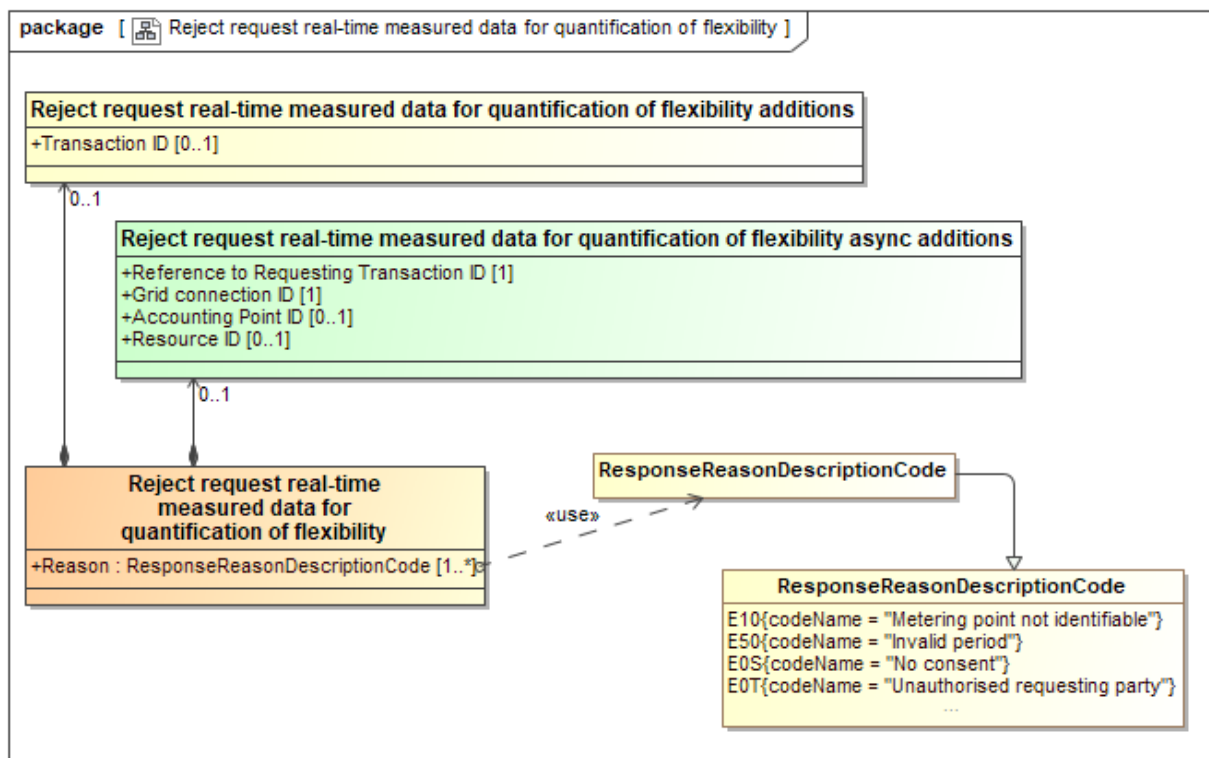 package [ Reject request real-time measured data for quantification of flexibility ]
Reject request real-time measured data for quantification of flexibility additions
+Transaction ID [0..1]
0..1
Reject request real-time measured data for quantification of flexibility async additions
+Reference to Requesting Transaction ID [1]
+Grid connection ID [1]
+Accounting Point ID [0..1]
+Resource ID [0..1]
0..1
Reject request real-time
measured data for
quantification of flexibility
+Reason : ResponseReasonDescriptionCode [1..*]
«use»
ResponseReasonDescriptionCode
ResponseReasonDescriptionCode
E10{codeName = "Metering point not identifiable"}
E50{codeName = "Invalid period"}
E0S{codeName = "No consent"}
E0T{codeName = "Unauthorised requesting party"}
...